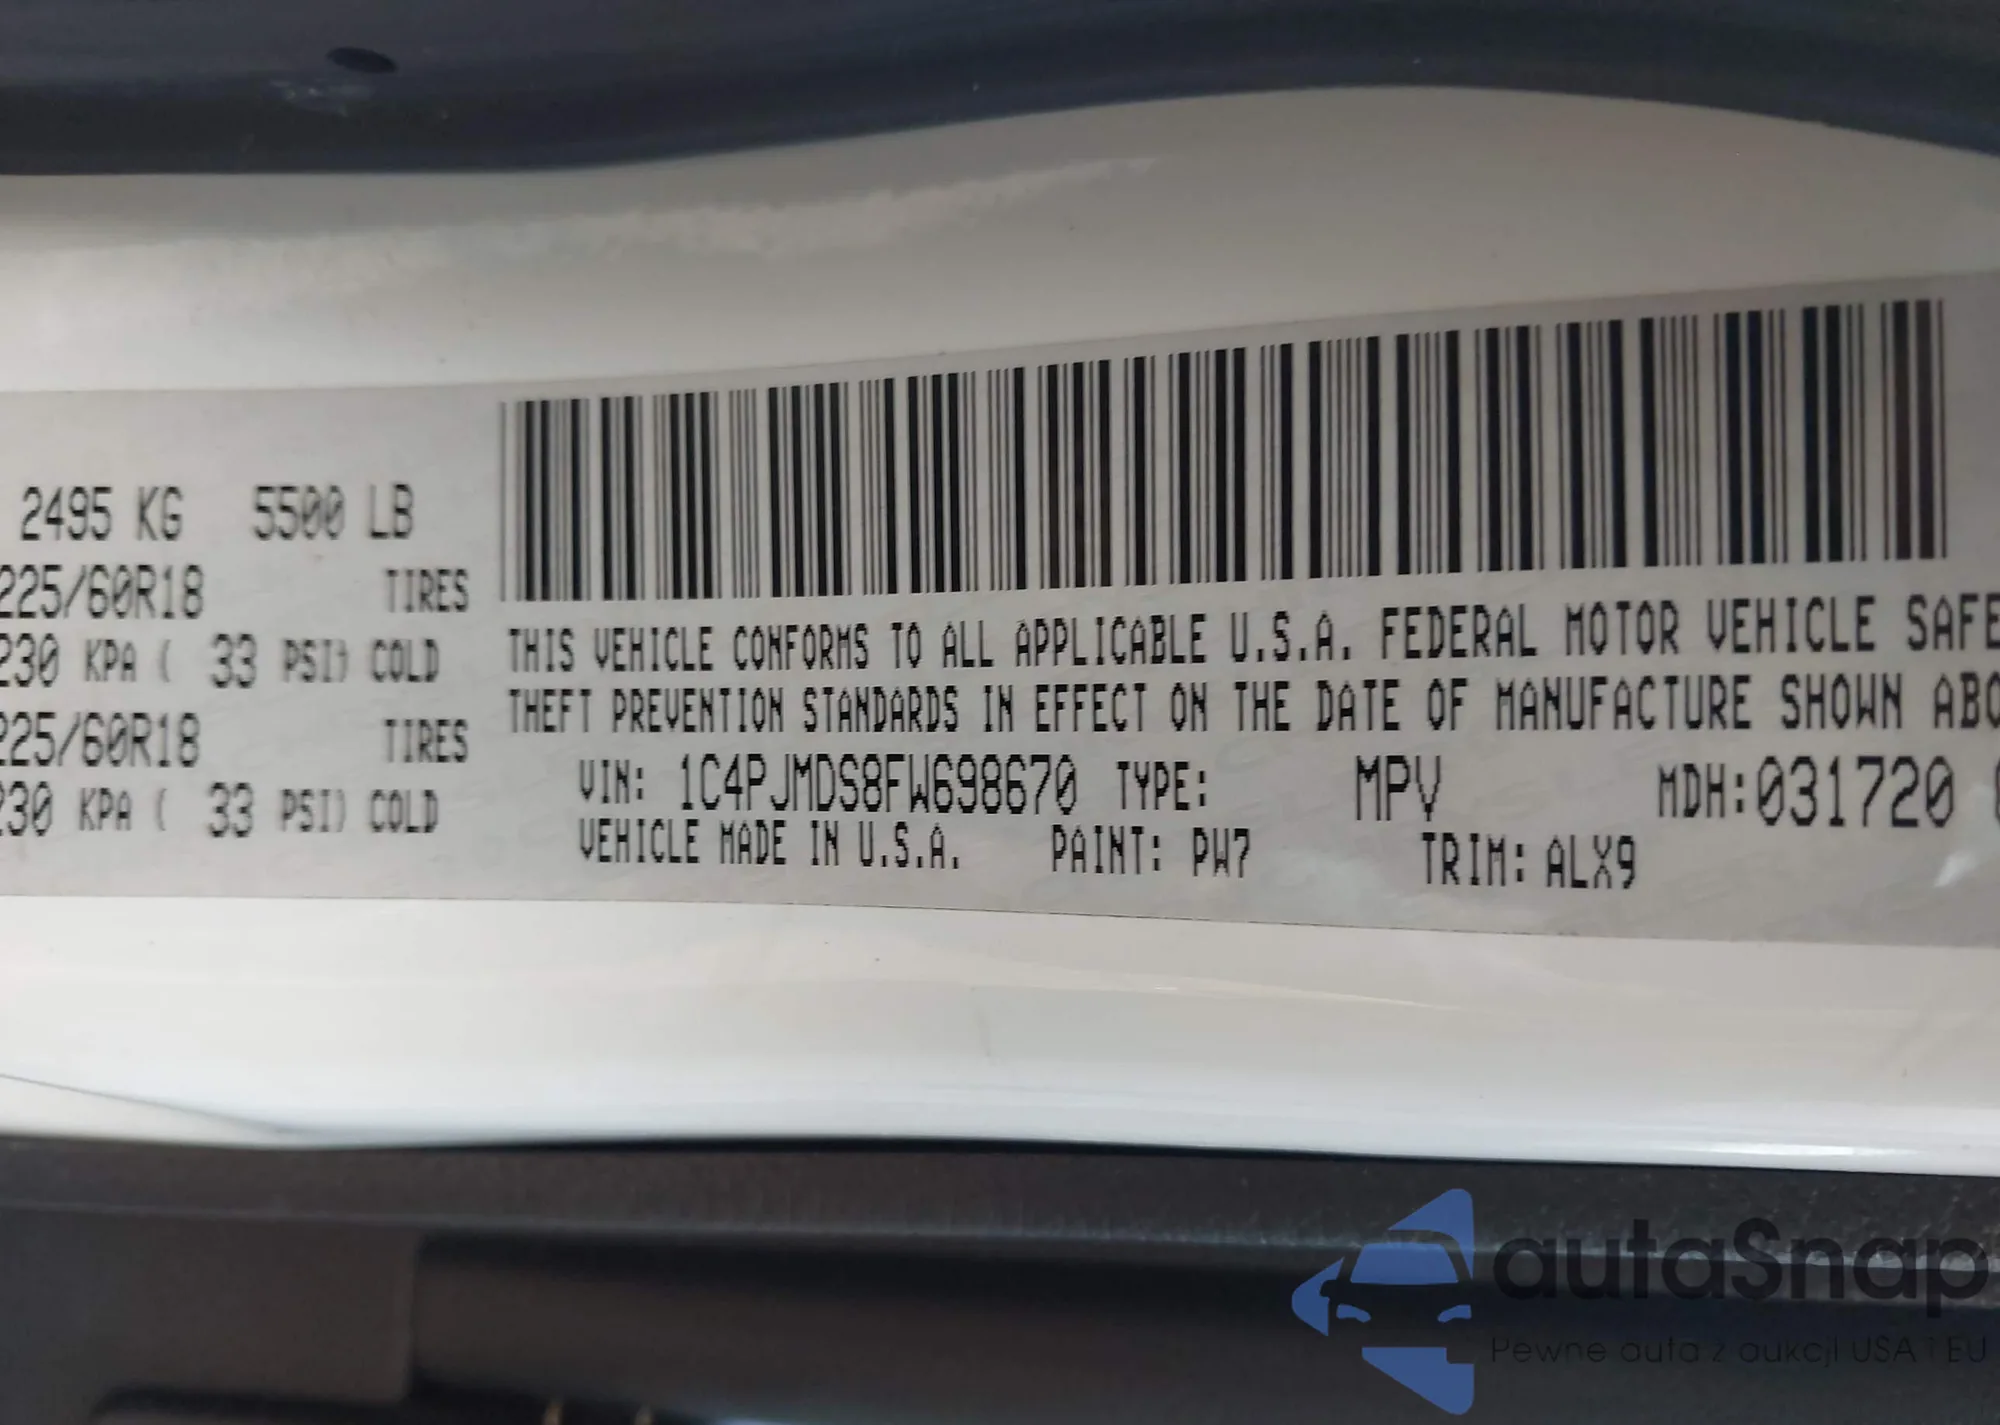 2495 KG 5500 LB
225/60R18 TIRES
230 KPA ( 33 PSI) COLD
225/60R18 TIRES
230 KPA ( 33 PSI) COLD
THIS VEHICLE CONFORMS TO ALL APPLICABLE U.S.A. FEDERAL MOTOR VEHICLE SAFE
THEFT PREVENTION STANDARDS IN EFFECT ON THE DATE OF MANUFACTURE SHOWN ABO
VIN: 1C4PJMDS8FW698670 TYPE: MPV MDH:031720
VEHICLE MADE IN U.S.A. PAINT: PW7 TRIM: ALX9
autaSnap
Pewne auta z aukcji USA i EU